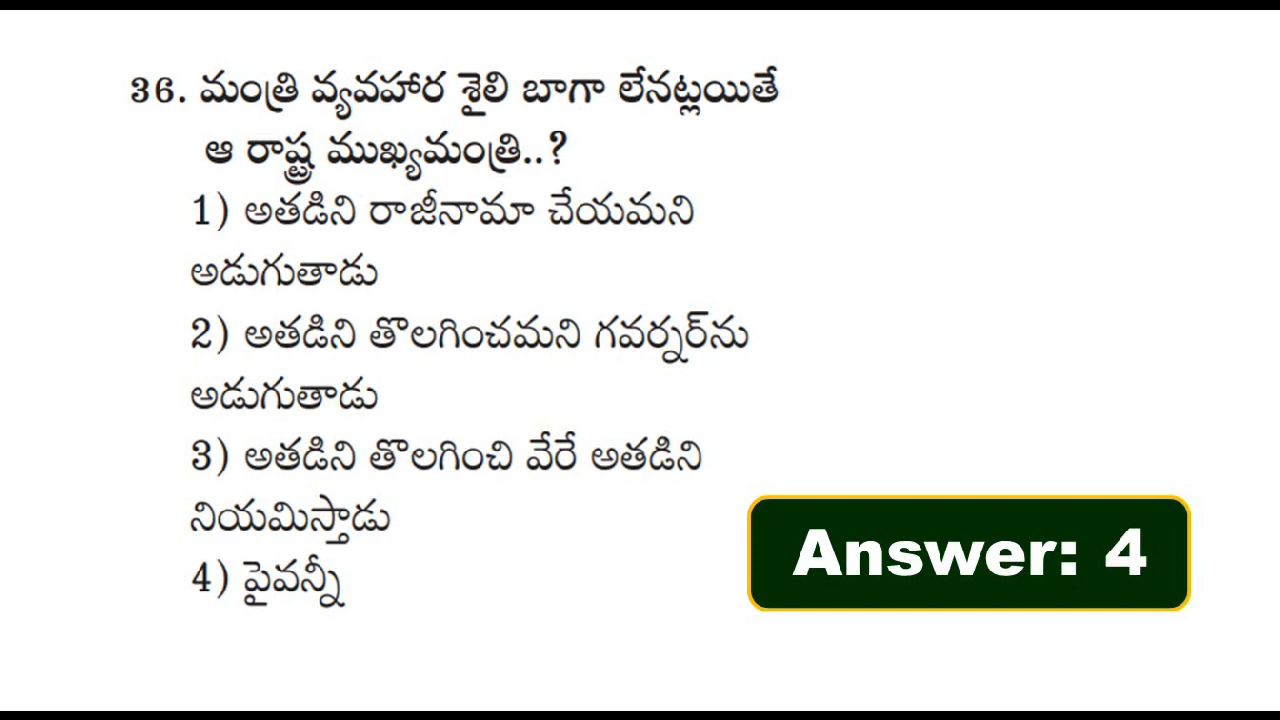 36. మంత్రి వ్యవహార శైలి బాగా లేనట్లయితే
ఆ రాష్ట్ర ముఖ్యమంత్రి..?
1) అతడిని రాజీనామా చేయమని
అడుగుతాడు
2) అతడిని తొలగించమని గవర్నర్‌ను
అడుగుతాడు
3) అతడిని తొలగించి వేరే అతడిని
నియమిస్తాడు
4) పైవన్నీ
Answer: 4